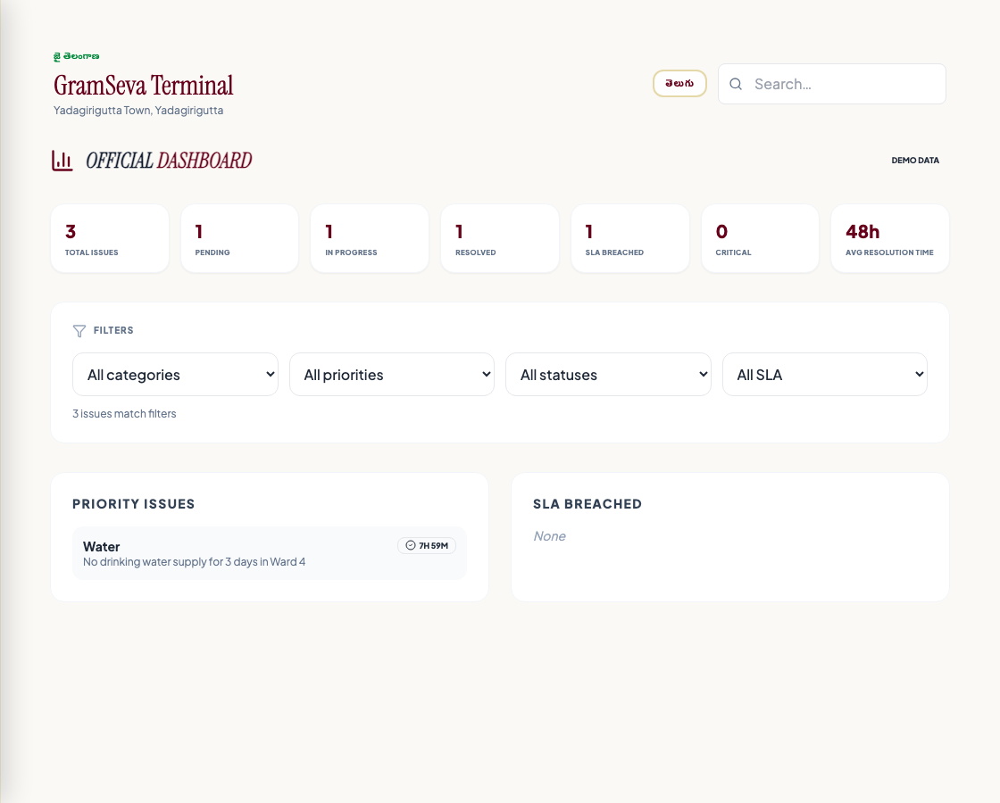 జై తెలంగాణ
GramSeva Terminal
Yadagirigutta Town, Yadagirigutta
తెలుగు
Search...
OFFICIAL DASHBOARD
DEMO DATA
3
TOTAL ISSUES
1
PENDING
1
IN PROGRESS
1
RESOLVED
1
SLA BREACHED
0
CRITICAL
48h
AVG RESOLUTION TIME
FILTERS
All categories
All priorities
All statuses
All SLA
3 issues match filters
PRIORITY ISSUES
Water
7H 59M
No drinking water supply for 3 days in Ward 4
SLA BREACHED
None